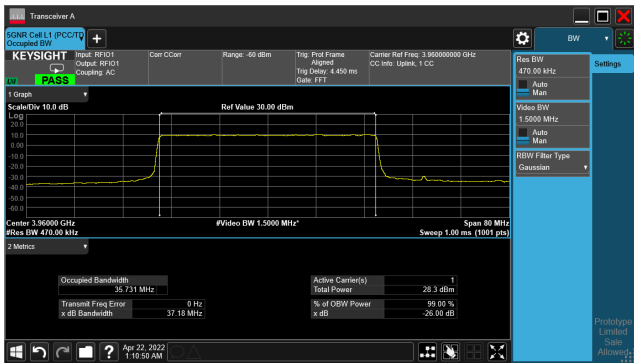 Transceiver A
5GNR Cell L1 (PCC/TD
Occupied BW
KEYSIGHT
LXI
PASS
Input: RFIO1
Output: RFIO1
Coupling: AC
Corr CCorr
Range: -60 dBm
Trig: Prot Frame
Aligned
Trig Delay: 4.450 ms
Gate: FFT
Carrier Ref Freq: 3.960000000 GHz
CC Info: Uplink, 1 CC
1 Graph
Scale/Div 10.0 dB
Ref Value 30.00 dBm
Log
20.0
10.0
0.00
-10.0
-20.0
-30.0
-40.0
-50.0
-60.0
Center 3.96000 GHz
#Video BW 1.5000 MHz*
Span 80 MHz
#Res BW 470.00 kHz
Sweep 1.00 ms (1001 pts)
2 Metrics
Occupied Bandwidth
35.731 MHz
Transmit Freq Error 0 Hz
x dB Bandwidth 37.18 MHz
Active Carrier(s) 1
Total Power 28.3 dBm
% of OBW Power 99.00 %
x dB -26.00 dB
Apr 22, 2022
1:10:50 AM
BW
Res BW
470.00 kHz
Auto
Man
Video BW
1.5000 MHz
Auto
Man
RBW Filter Type
Gaussian
Settings
Prototype
Limited
Sale
Allowed